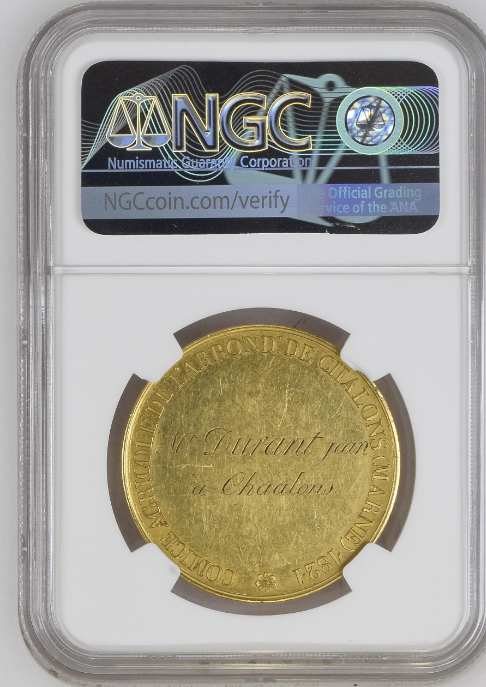 NGC
Numismatic Guaranty Corporation
NGCcoin.com/verify
Official Grading
Service of the ANA
COMICE AGRICOLE DE L'ARROND.T DE CHALONS (MARNE) 1821
Mr. Durant
à Chaalons.